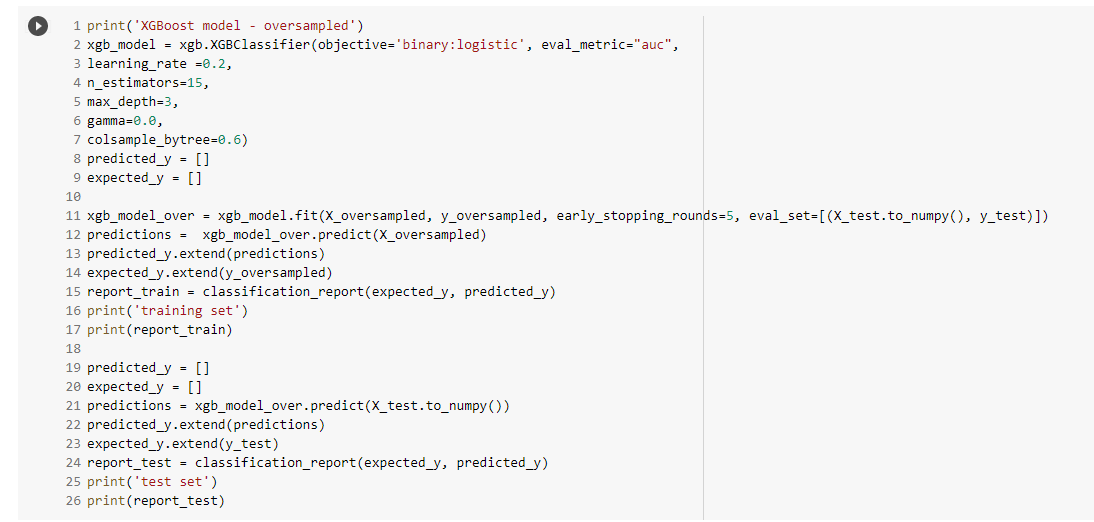 1 print('XGBoost model - oversampled')
2 xgb_model = xgb.XGBClassifier(objective='binary:logistic', eval_metric="auc",
3 learning_rate =0.2,
4 n_estimators=15,
5 max_depth=3,
6 gamma=0.0,
7 colsample_bytree=0.6)
8 predicted_y = []
9 expected_y = []
10
11 xgb_model_over = xgb_model.fit(X_oversampled, y_oversampled, early_stopping_rounds=5, eval_set=[(X_test.to_numpy(), y_test)])
12 predictions =  xgb_model_over.predict(X_oversampled)
13 predicted_y.extend(predictions)
14 expected_y.extend(y_oversampled)
15 report_train = classification_report(expected_y, predicted_y)
16 print('training set')
17 print(report_train)
18
19 predicted_y = []
20 expected_y = []
21 predictions = xgb_model_over.predict(X_test.to_numpy())
22 predicted_y.extend(predictions)
23 expected_y.extend(y_test)
24 report_test = classification_report(expected_y, predicted_y)
25 print('test set')
26 print(report_test)